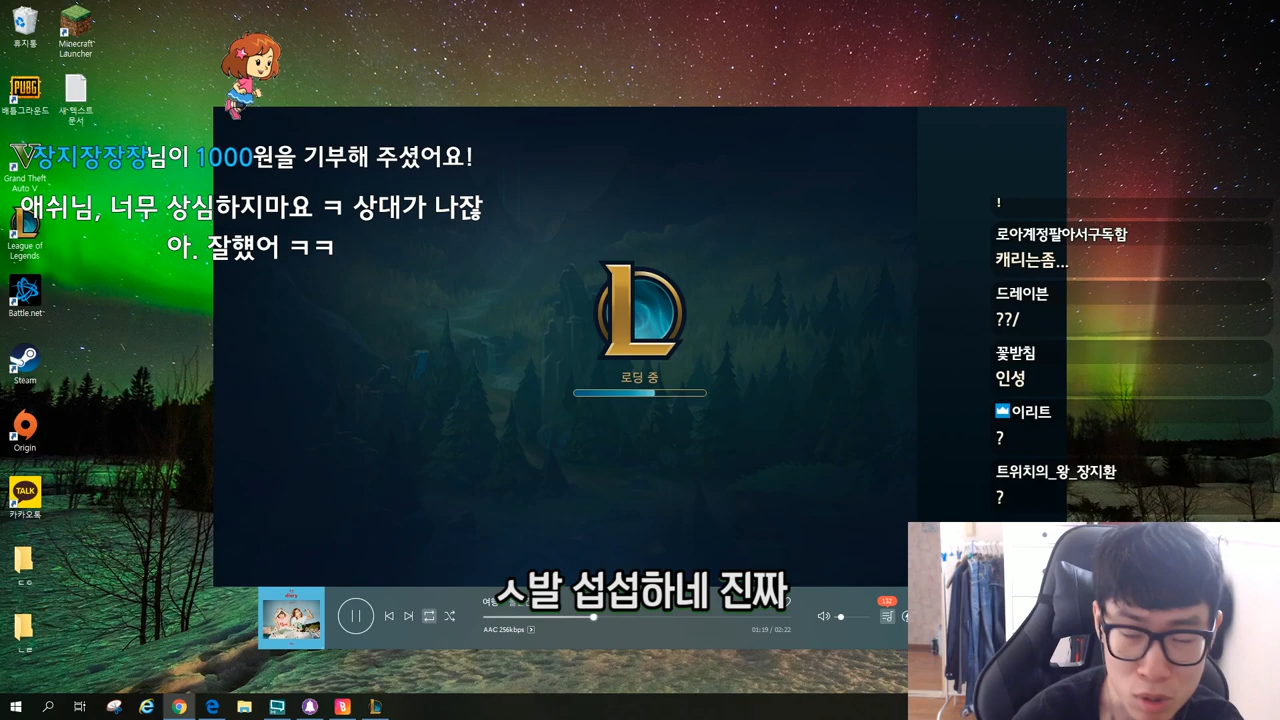 휴지통
Minecraft
Launcher
PUBG
배틀그라운드
새 텍스트
문서
Grand Theft
Auto V
League of
Legends
Battle.net
Steam
Origin
TALK
카카오톡
ㄷㅇ
ㄴㄹ
장지장장장님이 1000원을 기부해 주셨어요!
애쉬님, 너무 상심하지마요 ㅋ 상대가 나잖
아. 잘했어 ㅋㅋ
로딩 중
!
로아계정팔아서구독함
캐리는좀...
드레이븐
??/
꽃받침
인성
이리트
?
트위치의_왕_장지환
?
ㅅ발 섭섭하네 진짜
diary
AAC 256kbps
01:19 / 02:22
132